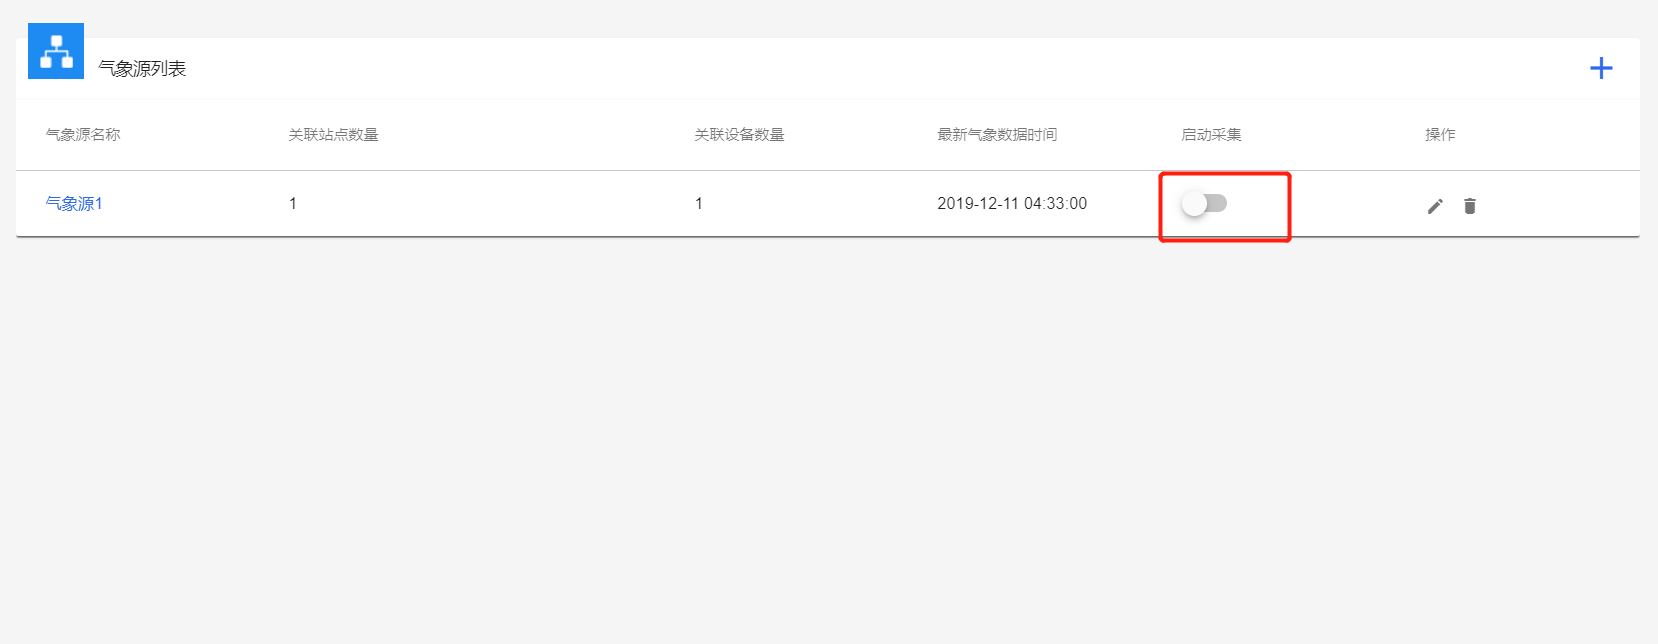 气象源列表
气象源名称 关联站点数量 关联设备数量 最新气象数据时间 启动采集 操作
气象源1 1 1 2019-12-11 04:33:00